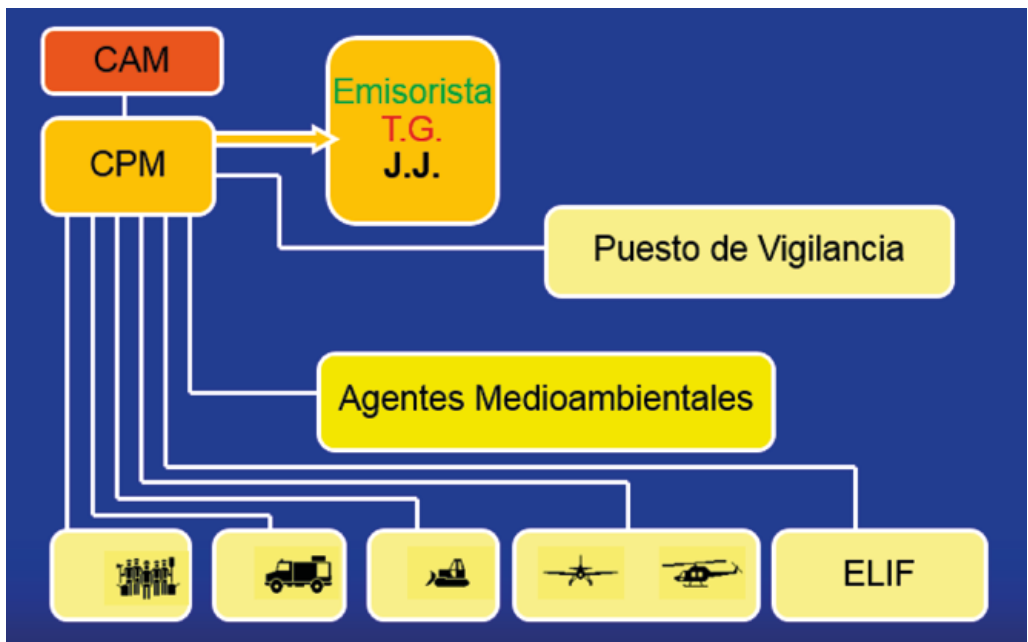 CAM
Emisorista
T.G.
J.J.
CPM
Puesto de Vigilancia
Agentes Medioambientales
ELIF